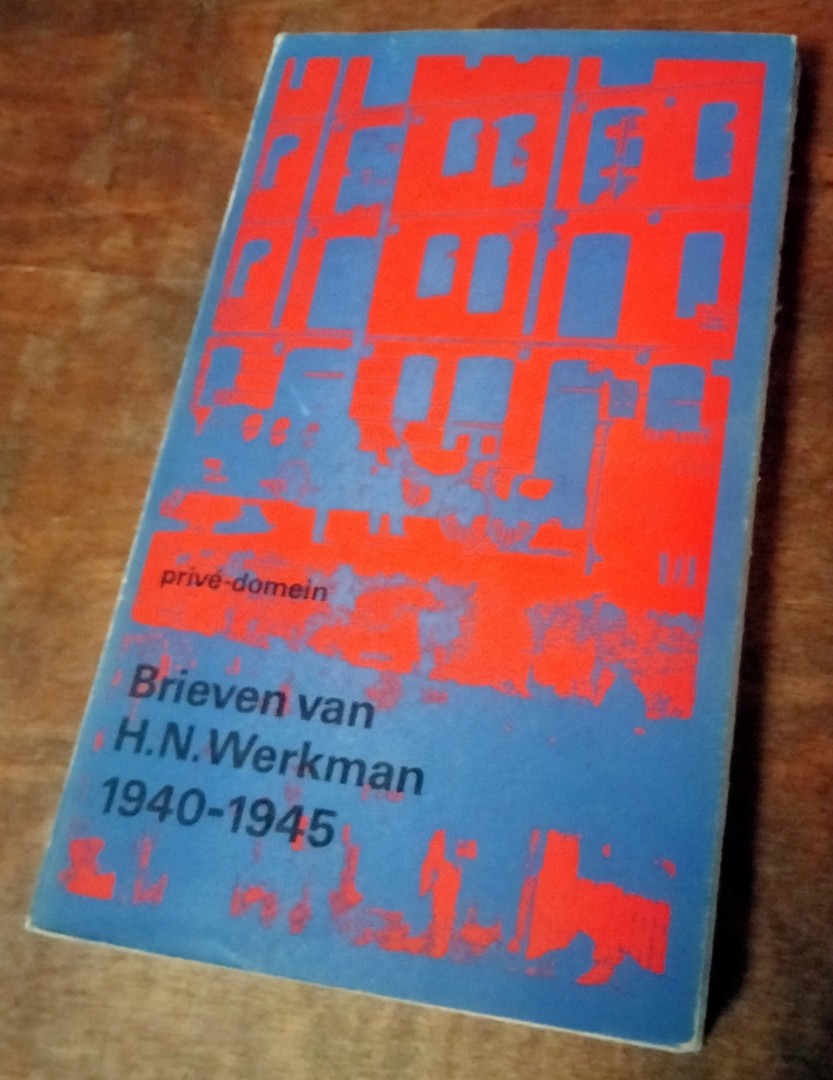 privé-domein
Brieven van
H.N.Werkman
1940-1945